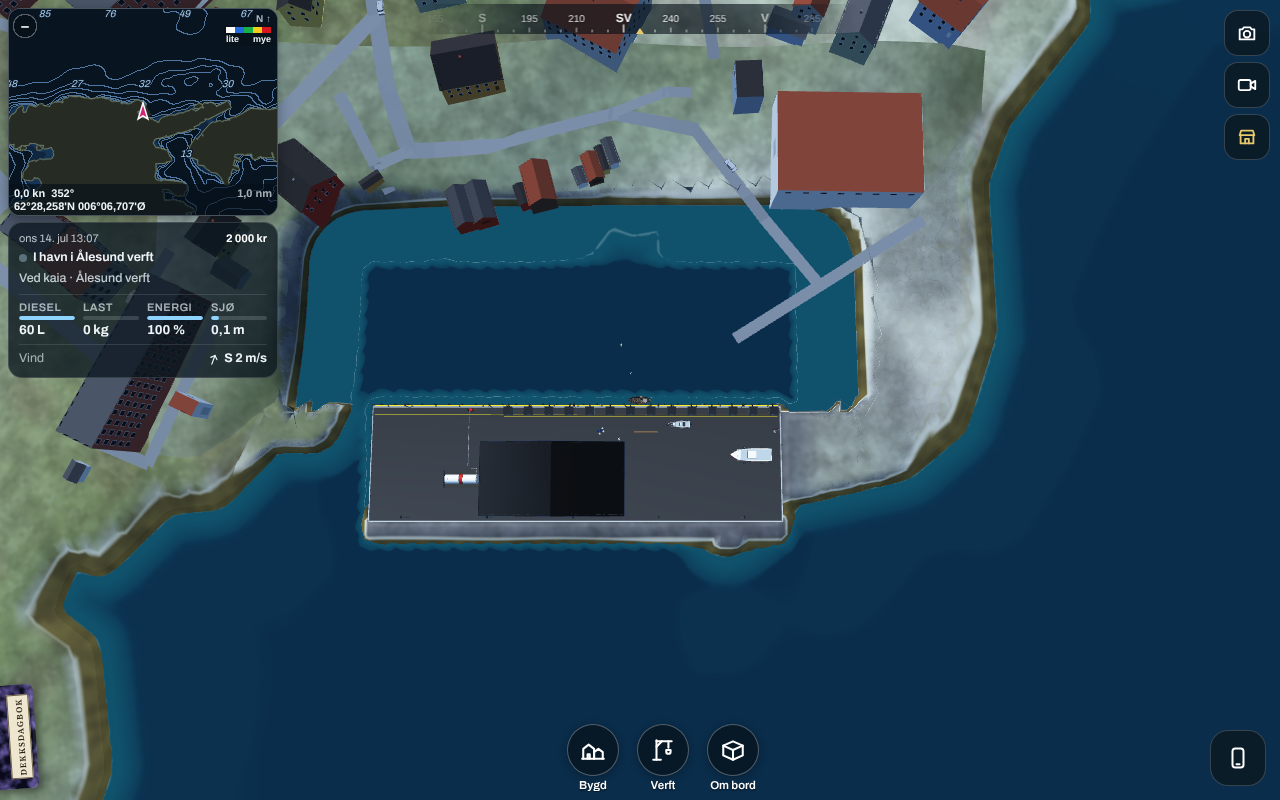 85 76 49 67
N ↑
lite mye
27 32 30
13
0,0 kn 352°
1,0 nm
62°28,258'N 006°06,707'Ø
S 195 210 SV 240 255 V 285
ons 14. jul 13:07
2 000 kr
I havn i Ålesund verft
Ved kaia · Ålesund verft
DIESEL LAST ENERGI SJØ
60 L 0 kg 100 % 0,1 m
Vind
S 2 m/s
DEKKSDAGBOK
Bygd Verft Om bord